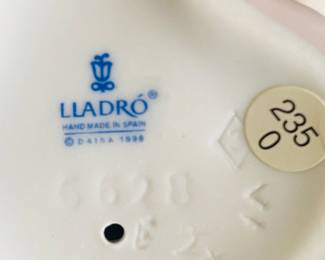 LLADRÓ®
HAND MADE IN SPAIN
© DAISA 1998
235
0